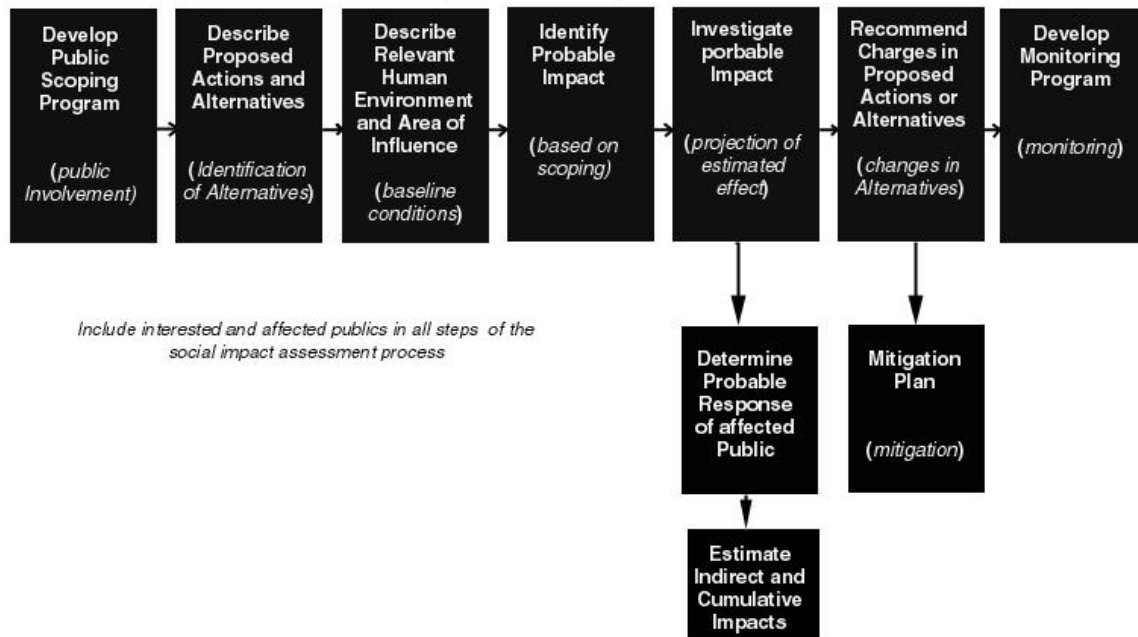 Develop
Public
Scoping
Program
(public
Involvement)
Describe
Proposed
Actions and
Alternatives
(Identification
of Alternatives)
Describe
Relevant
Human
Environment
and Area of
Influence
(baseline
conditions)
Identify
Probable
Impact
(based on
scoping)
Investigate
porbable
Impact
(projection of
estimated
effect)
Recommend
Charges in
Proposed
Actions or
Alternatives
(changes in
Alternatives)
Develop
Monitoring
Program
(monitoring)
Include interested and affected publics in all steps of the
social impact assessment process
Determine
Probable
Response
of affected
Public
Mitigation
Plan
(mitigation)
Estimate
Indirect and
Cumulative
Impacts